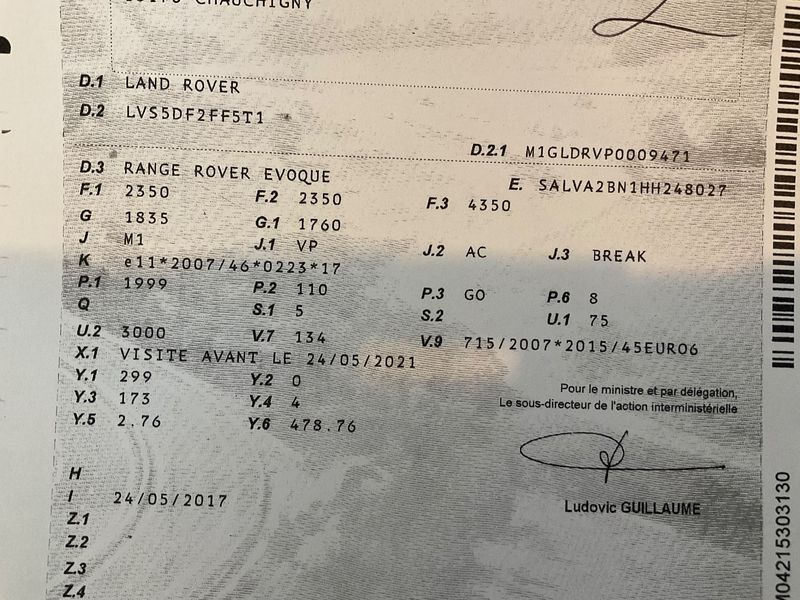 CHAUCHIGNY
D.1 LAND ROVER
D.2 LVS5DF2FF5T1
D.2.1 M1GLDRVP0009471
D.3 RANGE ROVER EVOQUE
E. SALVA2BN1HH248027
F.1 2350 F.2 2350 F.3 4350
G 1835 G.1 1760
J M1 J.1 VP J.2 AC J.3 BREAK
K e11*2007/46*0223*17
P.1 1999 P.2 110 P.3 GO P.6 8
Q S.1 5 S.2 U.1 75
U.2 3000 V.7 134 V.9 715/2007*2015/45EURO6
X.1 VISITE AVANT LE 24/05/2021
Y.1 299 Y.2 0
Y.3 173 Y.4 4
Y.5 2.76 Y.6 478.76
Pour le ministre et par délégation,
Le sous-directeur de l'action interministérielle
H
I 24/05/2017
Ludovic GUILLAUME
Z.1
Z.2
Z.3
Z.4
M04215303130